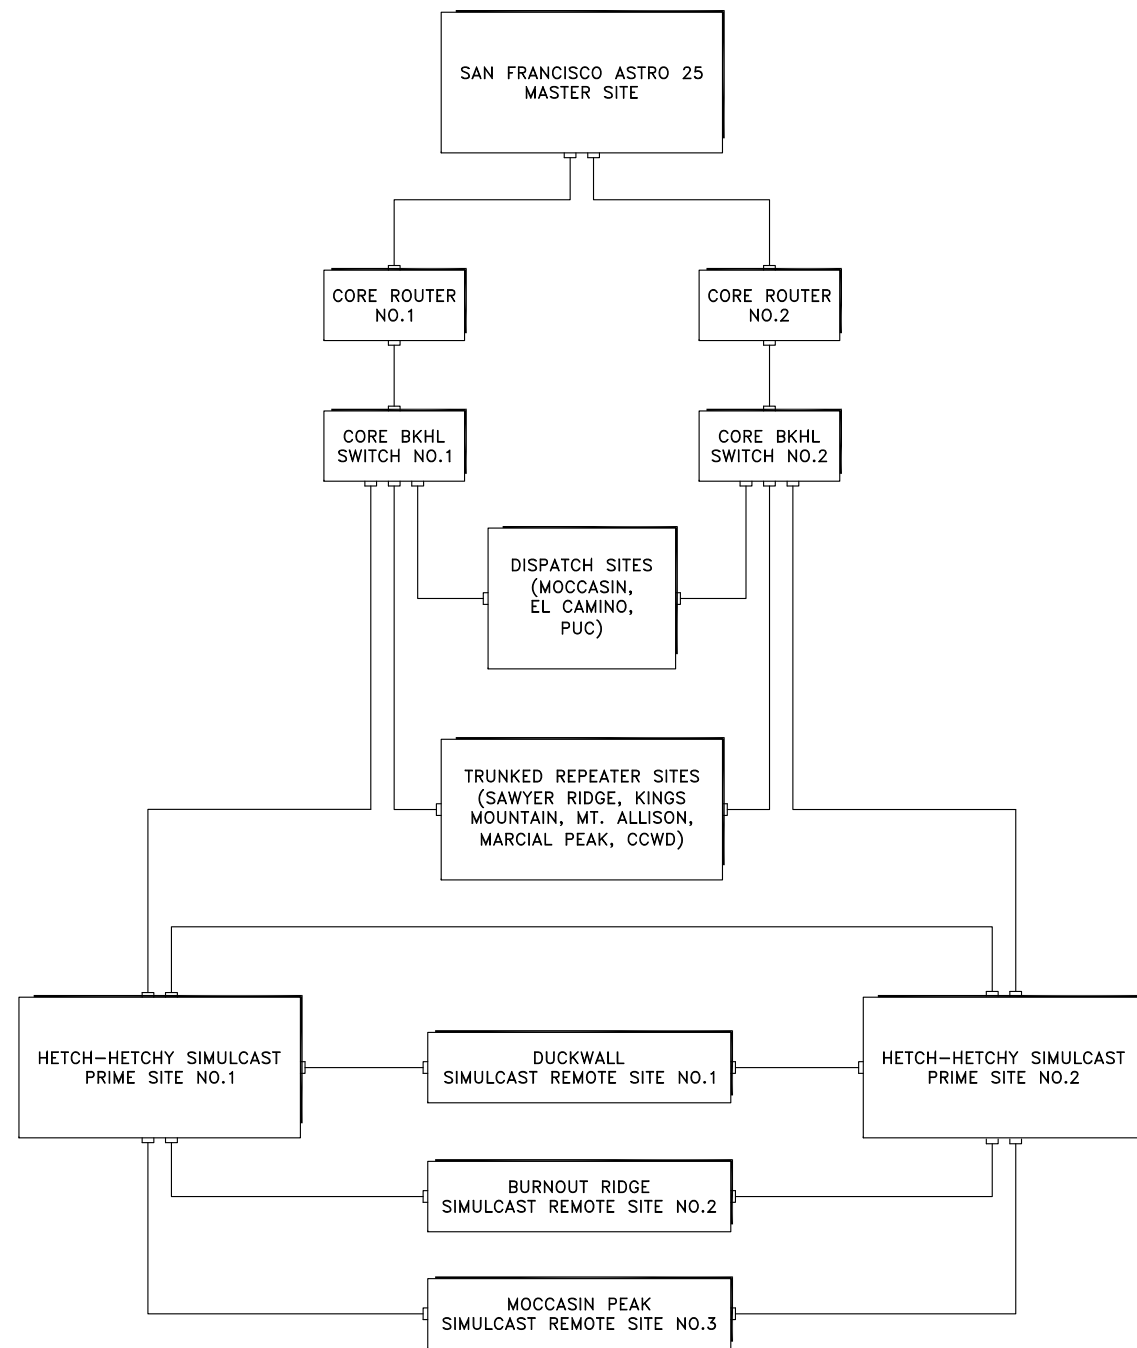 SAN FRANCISCO ASTRO 25
MASTER SITE
CORE ROUTER
NO.1
CORE ROUTER
NO.2
CORE BKHL
SWITCH NO.1
CORE BKHL
SWITCH NO.2
DISPATCH SITES
(MOCCASIN,
EL CAMINO,
PUC)
TRUNKED REPEATER SITES
(SAWYER RIDGE, KINGS
MOUNTAIN, MT. ALLISON,
MARCIAL PEAK, CCWD)
HETCH-HETCHY SIMULCAST
PRIME SITE NO.1
DUCKWALL
SIMULCAST REMOTE SITE NO.1
HETCH-HETCHY SIMULCAST
PRIME SITE NO.2
BURNOUT RIDGE
SIMULCAST REMOTE SITE NO.2
MOCCASIN PEAK
SIMULCAST REMOTE SITE NO.3